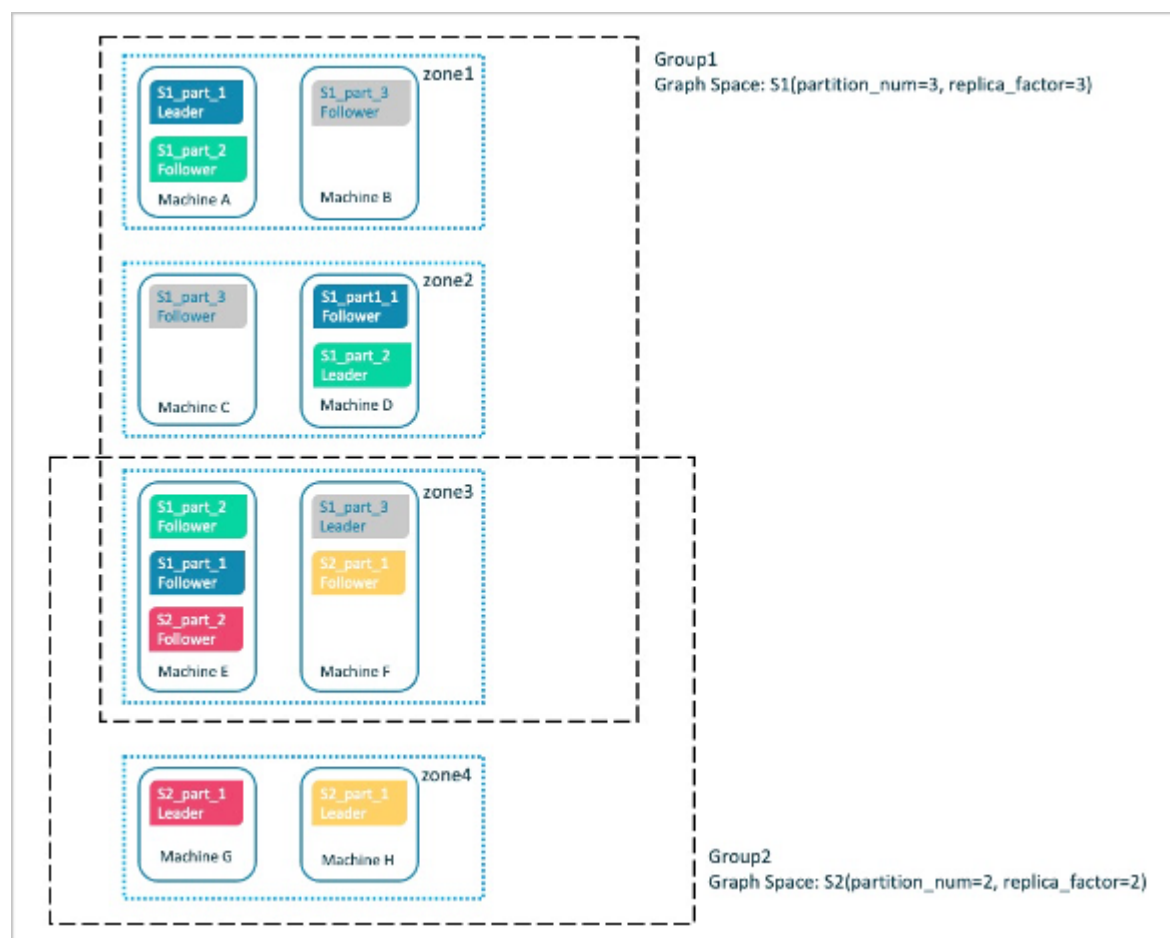 Group1
Graph Space: S1(partition_num=3, replica_factor=3)
zone1
S1_part_1
Leader
S1_part_2
Follower
Machine A
S1_part_3
Follower
Machine B
zone2
S1_part_3
Follower
Machine C
S1_part1_1
Follower
S1_part_2
Leader
Machine D
zone3
S1_part_2
Follower
S1_part_1
Follower
S2_part_2
Follower
Machine E
S1_part_3
Leader
S2_part_1
Follower
Machine F
zone4
S2_part_1
Leader
Machine G
S2_part_1
Leader
Machine H
Group2
Graph Space: S2(partition_num=2, replica_factor=2)